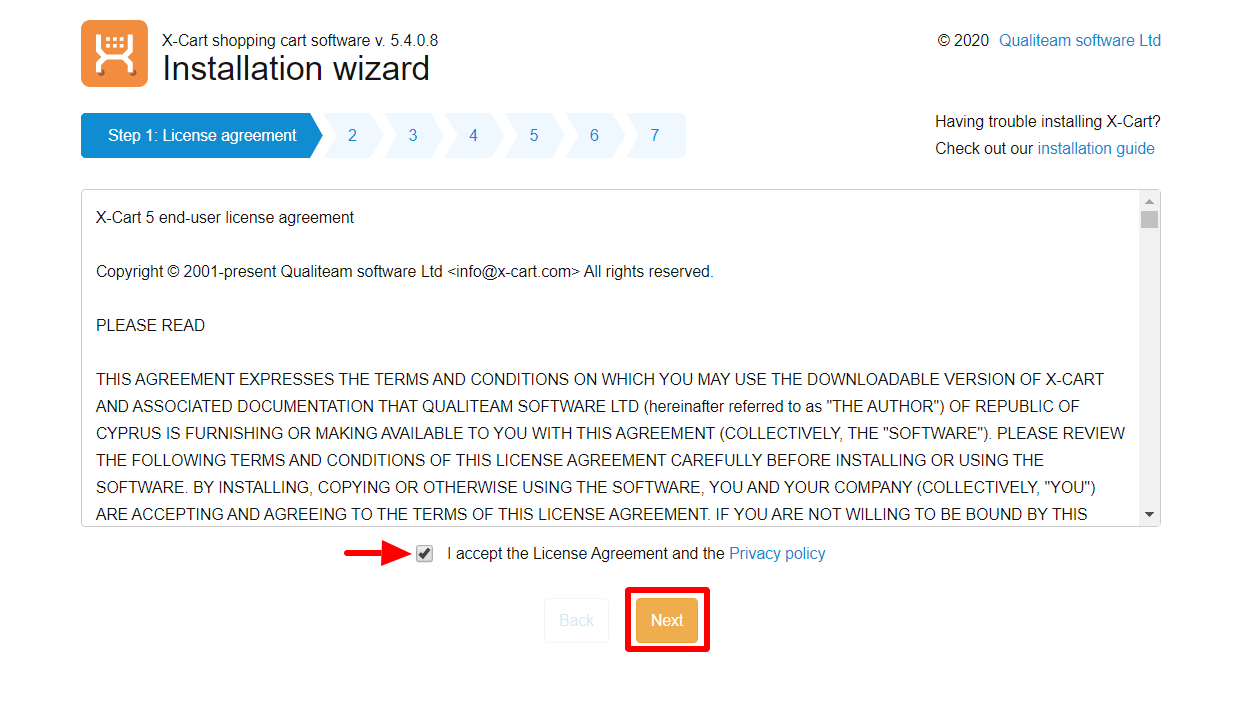 X-Cart shopping cart software v. 5.4.0.8
Installation wizard
© 2020 Qualiteam software Ltd
Step 1: License agreement 2 3 4 5 6 7
Having trouble installing X-Cart?
Check out our installation guide
X-Cart 5 end-user license agreement
Copyright © 2001-present Qualiteam software Ltd <info@x-cart.com> All rights reserved.
PLEASE READ
THIS AGREEMENT EXPRESSES THE TERMS AND CONDITIONS ON WHICH YOU MAY USE THE DOWNLOADABLE VERSION OF X-CART
AND ASSOCIATED DOCUMENTATION THAT QUALITEAM SOFTWARE LTD (hereinafter referred to as "THE AUTHOR") OF REPUBLIC OF
CYPRUS IS FURNISHING OR MAKING AVAILABLE TO YOU WITH THIS AGREEMENT (COLLECTIVELY, THE "SOFTWARE"). PLEASE REVIEW
THE FOLLOWING TERMS AND CONDITIONS OF THIS LICENSE AGREEMENT CAREFULLY BEFORE INSTALLING OR USING THE
SOFTWARE. BY INSTALLING, COPYING OR OTHERWISE USING THE SOFTWARE, YOU AND YOUR COMPANY (COLLECTIVELY, "YOU")
ARE ACCEPTING AND AGREEING TO THE TERMS OF THIS LICENSE AGREEMENT. IF YOU ARE NOT WILLING TO BE BOUND BY THIS
I accept the License Agreement and the Privacy policy
Back Next